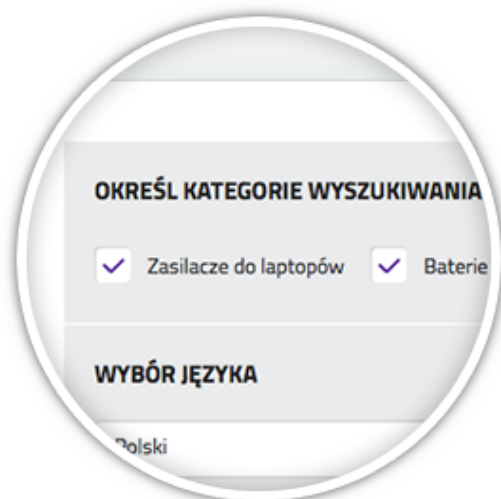 OKREŚL KATEGORIE WYSZUKIWANIA
Zasilacze do laptopów Baterie
WYBÓR JĘZYKA
Polski